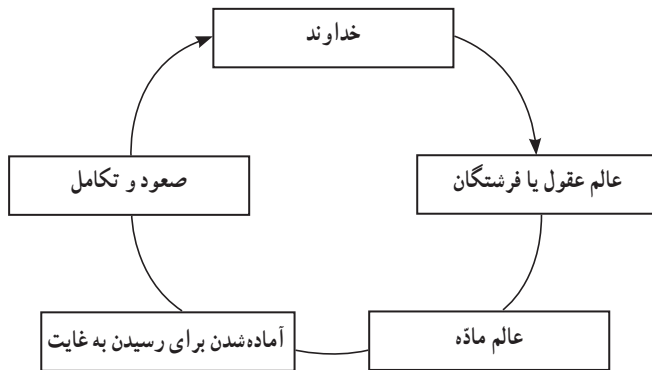 خداوند
عالم عقول یا فرشتگان
عالم مادّه
آماده‌شدن برای رسیدن به غایت
صعود و تکامل